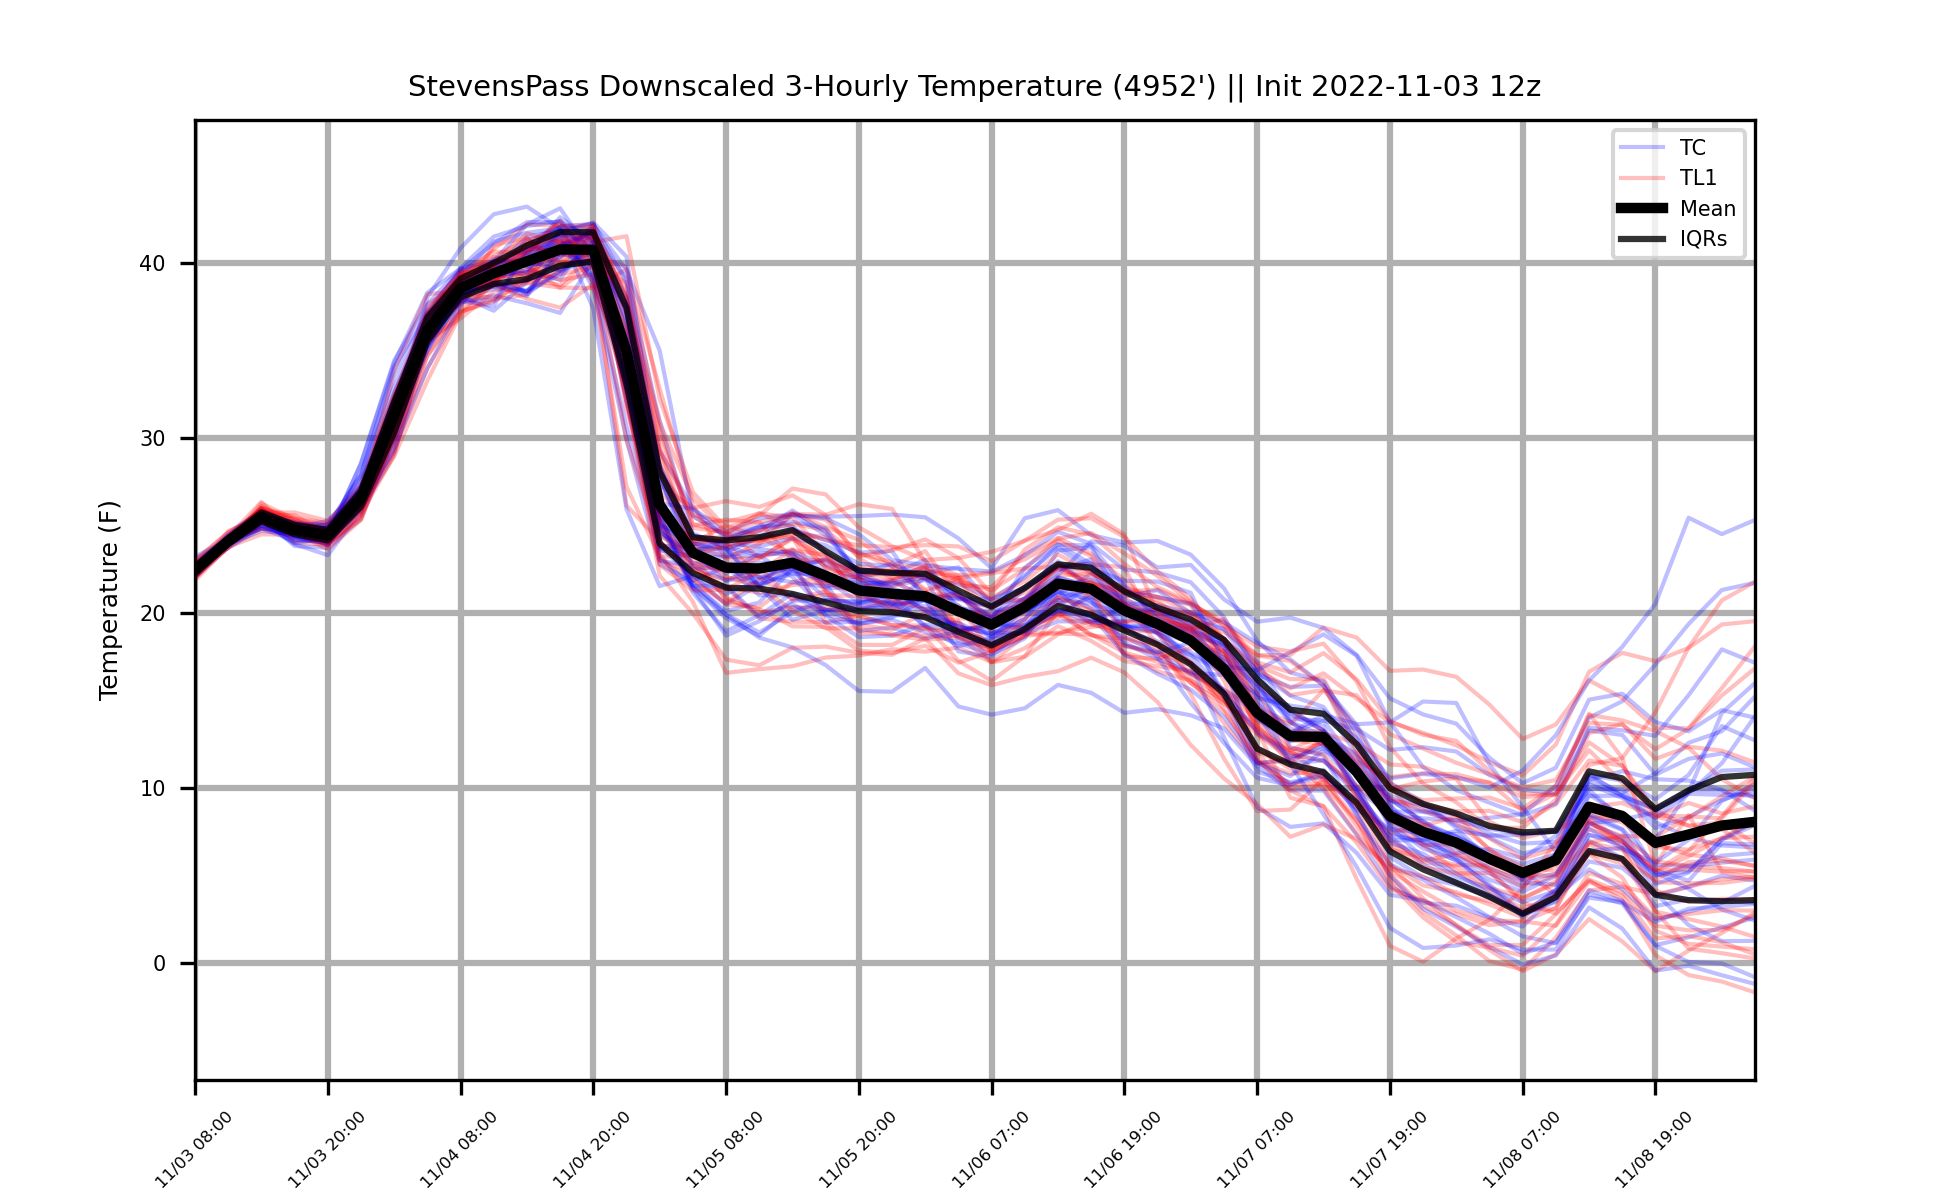 StevensPass Downscaled 3-Hourly Temperature (4952') || Init 2022-11-03 12z
TC
TL1
Mean
IQRs
Temperature (F)
40
30
20
10
0
11/03 08:00
11/03 20:00
11/04 08:00
11/04 20:00
11/05 08:00
11/05 20:00
11/06 07:00
11/06 19:00
11/07 07:00
11/07 19:00
11/08 07:00
11/08 19:00